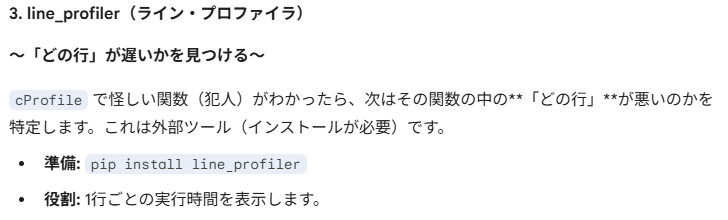 3. line_profiler（ライン・プロファイラ）
～「どの行」が遅いかを見つける～
cProfile で怪しい関数（犯人）がわかったら、次はその関数の中の**「どの行」**が悪いのかを
特定します。これは外部ツール（インストールが必要）です。
• 準備: pip install line_profiler
• 役割: 1行ごとの実行時間を表示します。